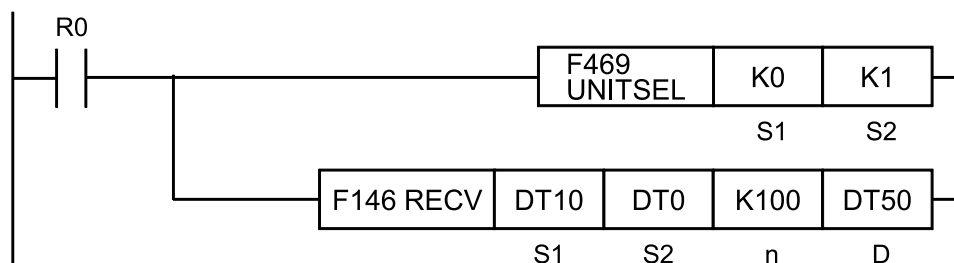 R0
F469
UNITSEL K0 K1
S1 S2
F146 RECV DT10 DT0 K100 DT50
S1 S2 n D